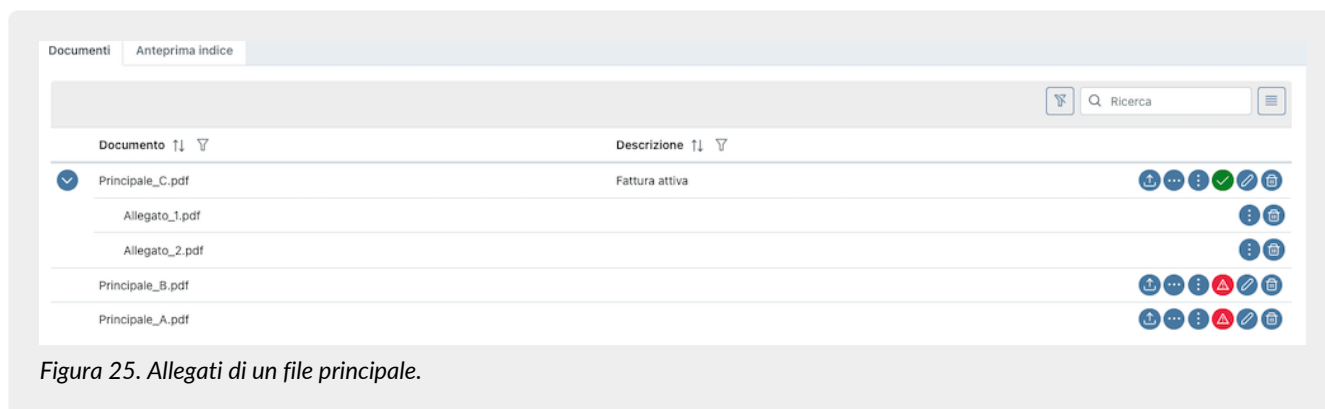 Documenti Anteprima indice
Ricerca
Documento Descrizione
Principale_C.pdf Fattura attiva
Allegato_1.pdf
Allegato_2.pdf
Principale_B.pdf
Principale_A.pdf
Figura 25. Allegati di un file principale.